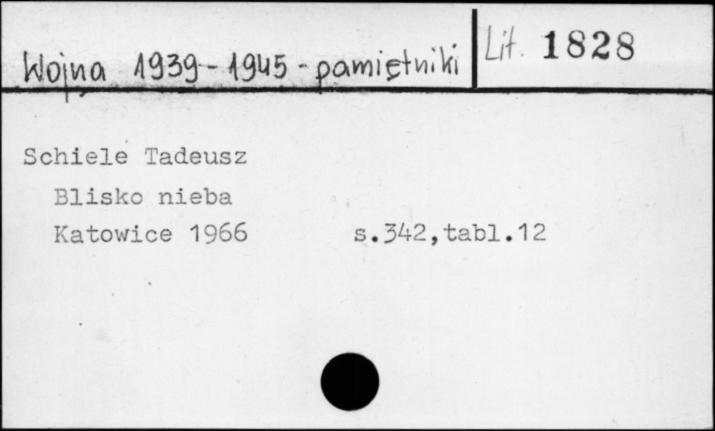 Wojna 1939-1945-pamiętniki
Lit. 1828
Schiele Tadeusz
Blisko nieba
Katowice 1966 s.342,tabl.12